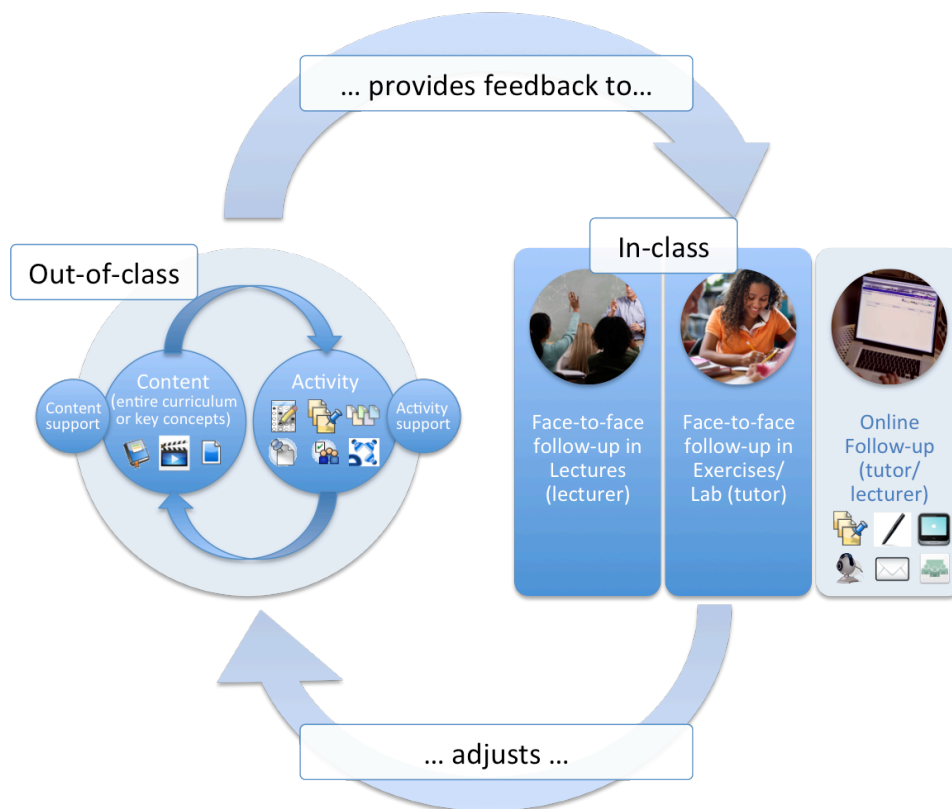 ... provides feedback to...
Out-of-class
In-class
Content
support
Content
(entire curriculum
or key concepts)
Activity
Activity
support
Face-to-face
follow-up in
Lectures
(lecturer)
Face-to-face
follow-up in
Exercises/
Lab (tutor)
Online
Follow-up
(tutor/
lecturer)
... adjusts ...